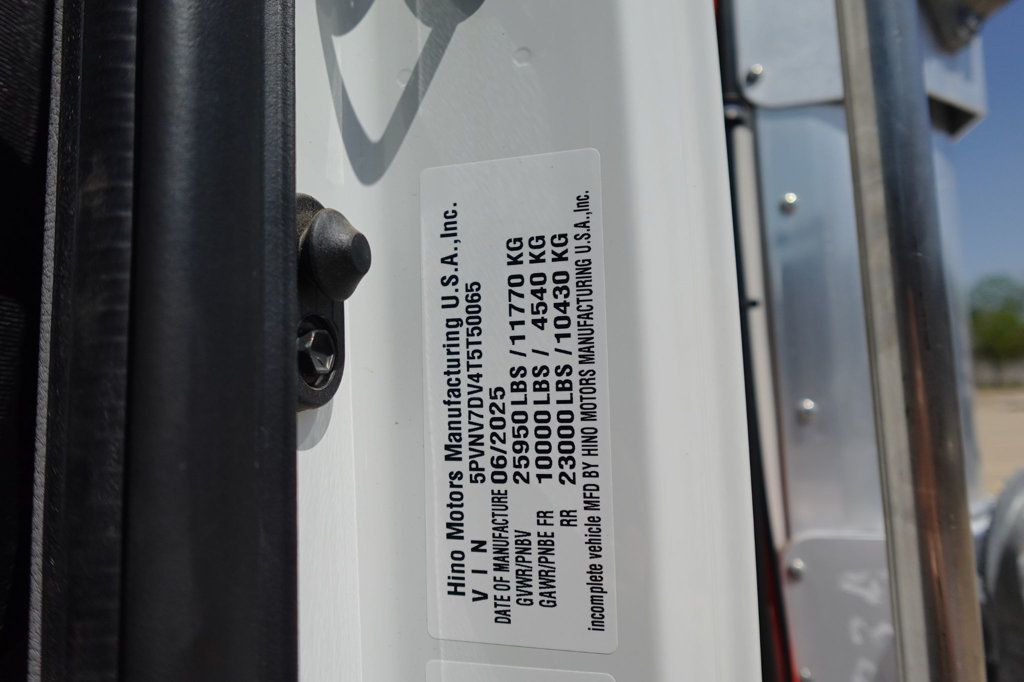 Hino Motors Manufacturing U.S.A.,Inc.
V I N 5PVNV7DV4T5T50065
DATE OF MANUFACTURE 06/2025
GVWR/PNBV 25950 LBS / 11770 KG
GAWR/PNBE FR 10000 LBS / 4540 KG
RR 23000 LBS / 10430 KG
incomplete vehicle MFD BY HINO MOTORS MANUFACTURING U.S.A.,Inc.